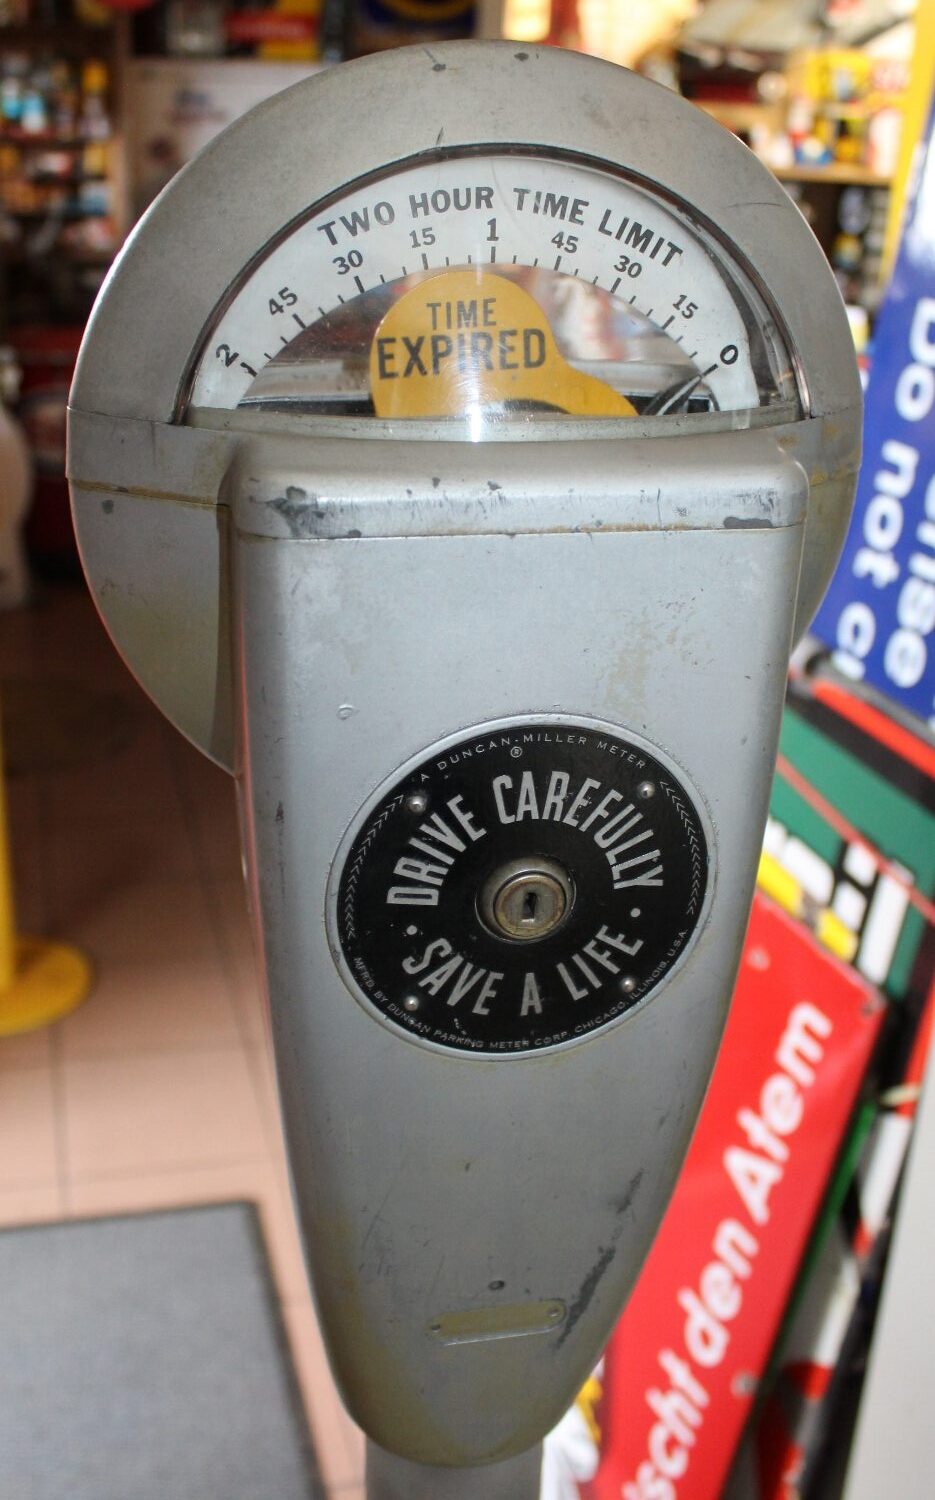 TWO HOUR TIME LIMIT
2 45 30 15 1 45 30 15 0
TIME
EXPIRED
A DUNCAN-MILLER METER
®
DRIVE CAREFULLY
• SAVE A LIFE •
MF'R'D. BY DUNCAN PARKING METER CORP. CHICAGO, ILLINOIS, U.S.A.
Do not
den Atem